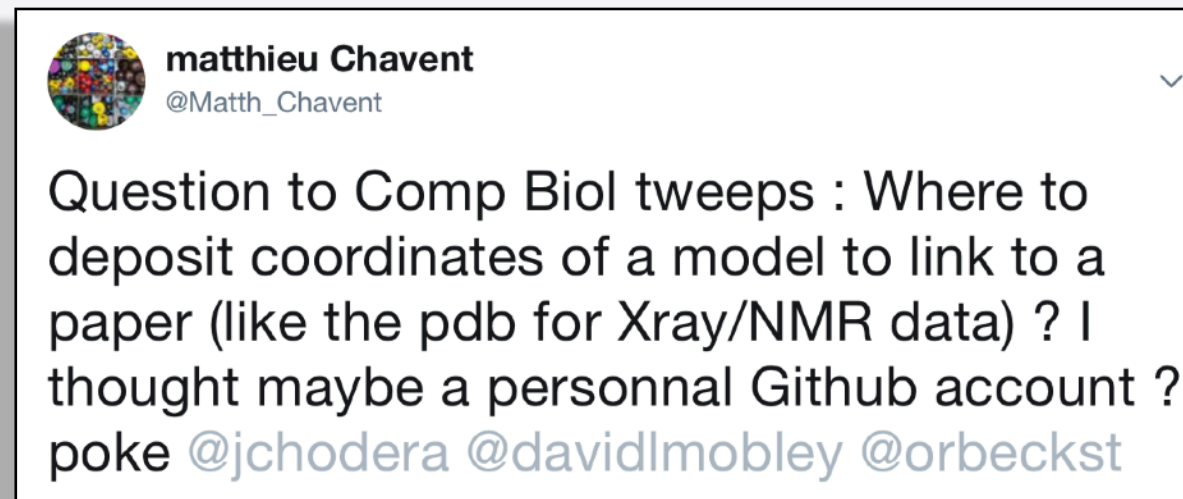 matthieu Chavent
@Matth_Chavent
Question to Comp Biol tweeps : Where to
deposit coordinates of a model to link to a
paper (like the pdb for Xray/NMR data) ? I
thought maybe a personnal Github account ?
poke @jchodera @davidlmobley @orbeckst